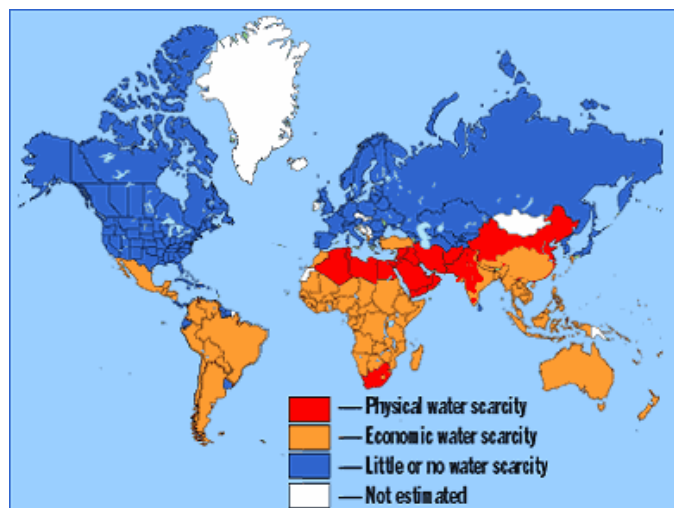 — Physical water scarcity
— Economic water scarcity
— Little or no water scarcity
— Not estimated